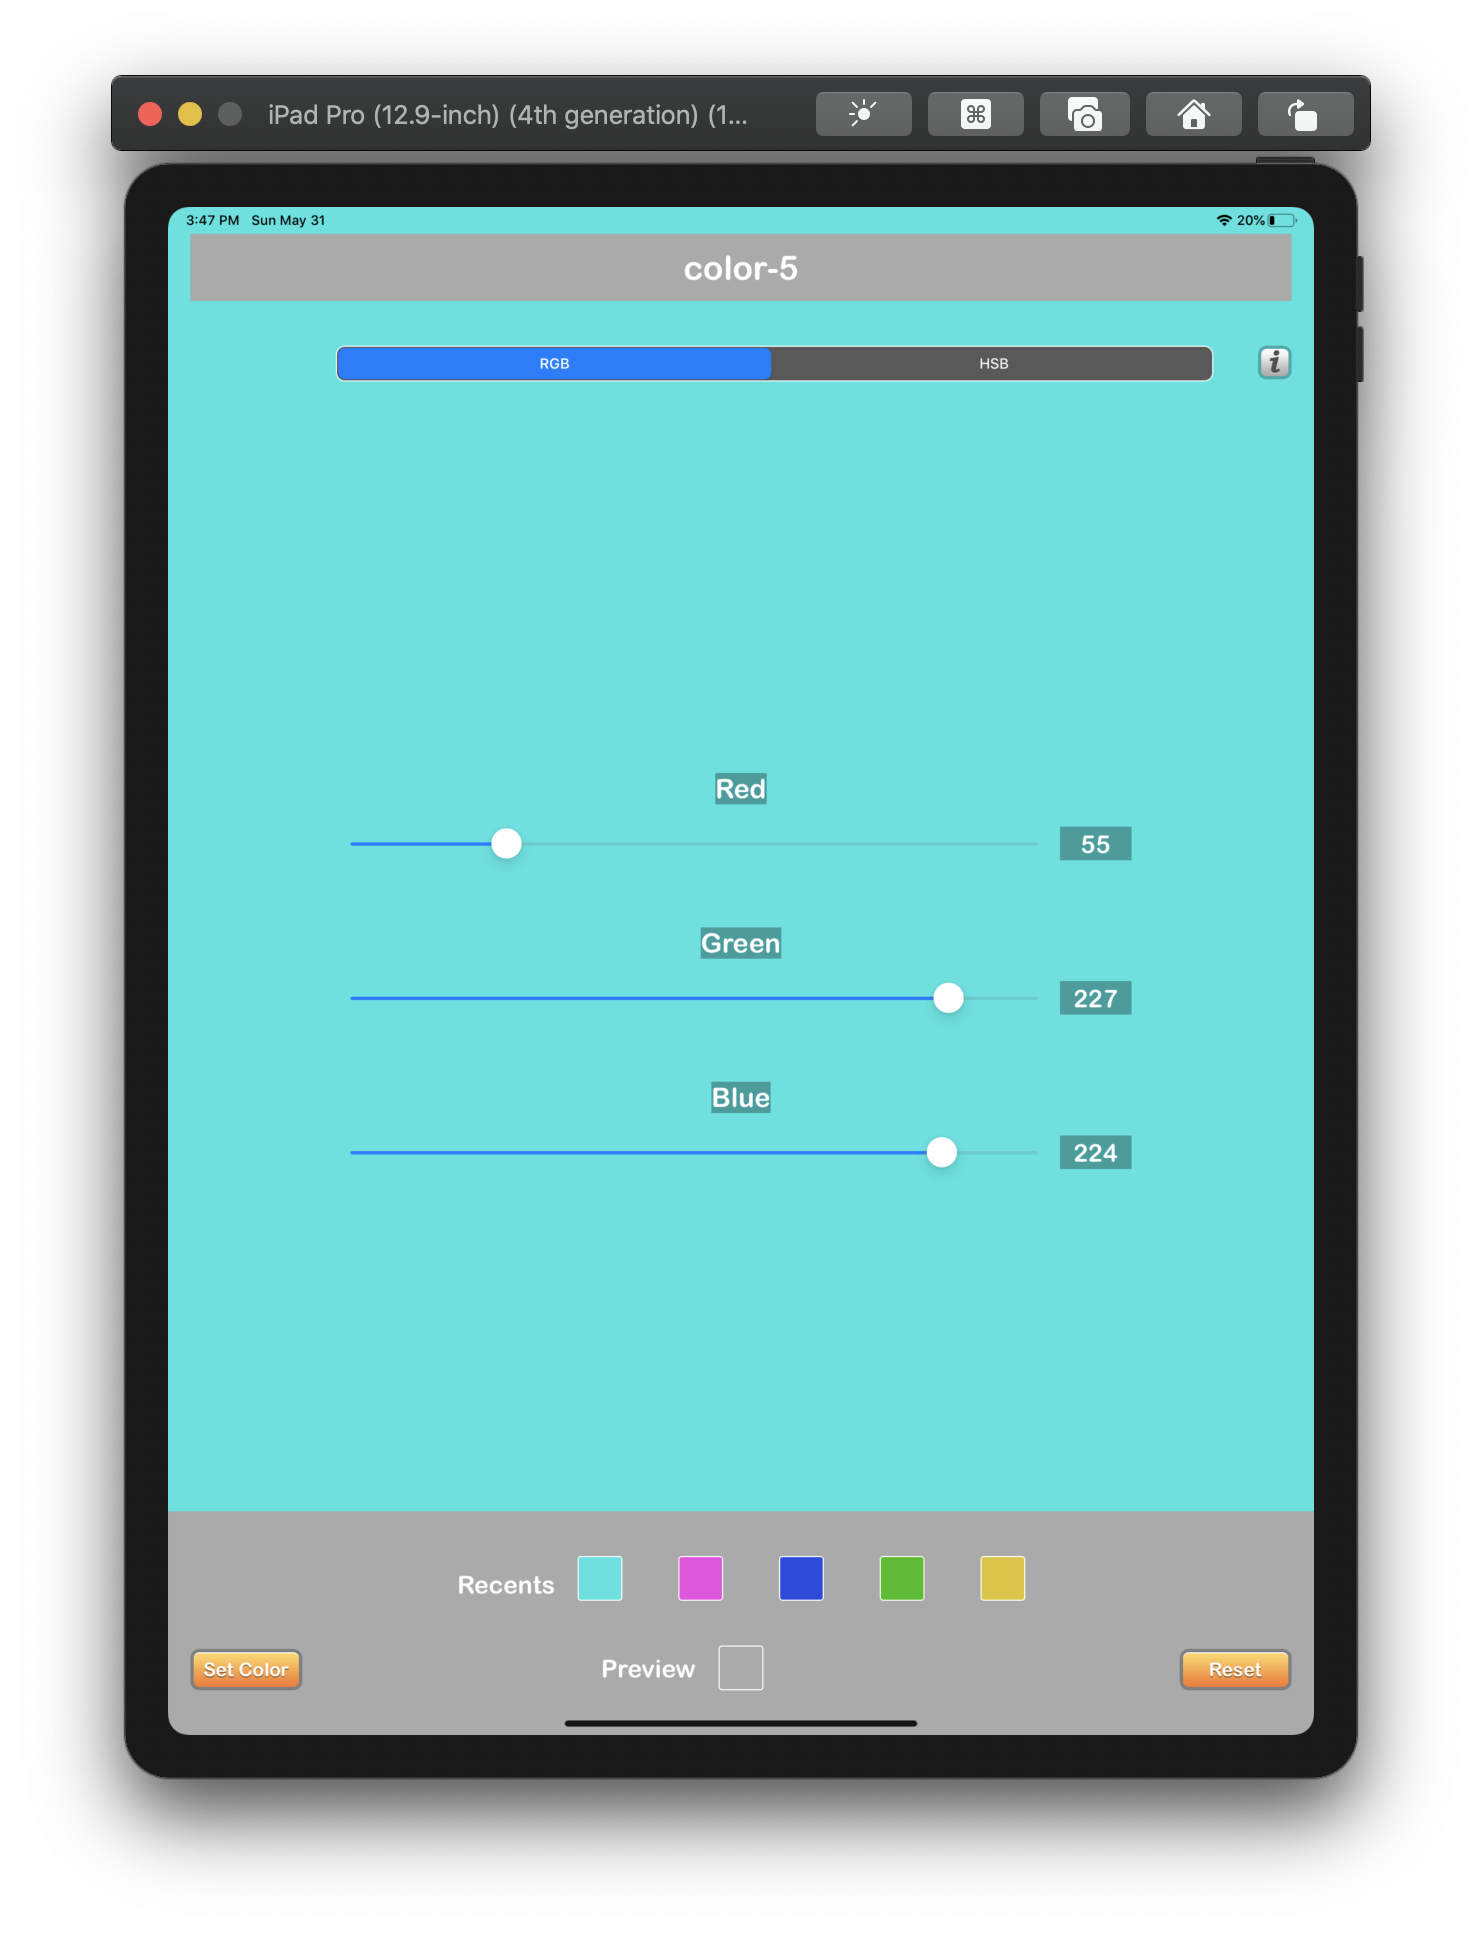 iPad Pro (12.9-inch) (4th generation) (1...
3:47 PM Sun May 31
20%
color-5
RGB
HSB
i
Red
55
Green
227
Blue
224
Recents
Set Color
Preview
Reset